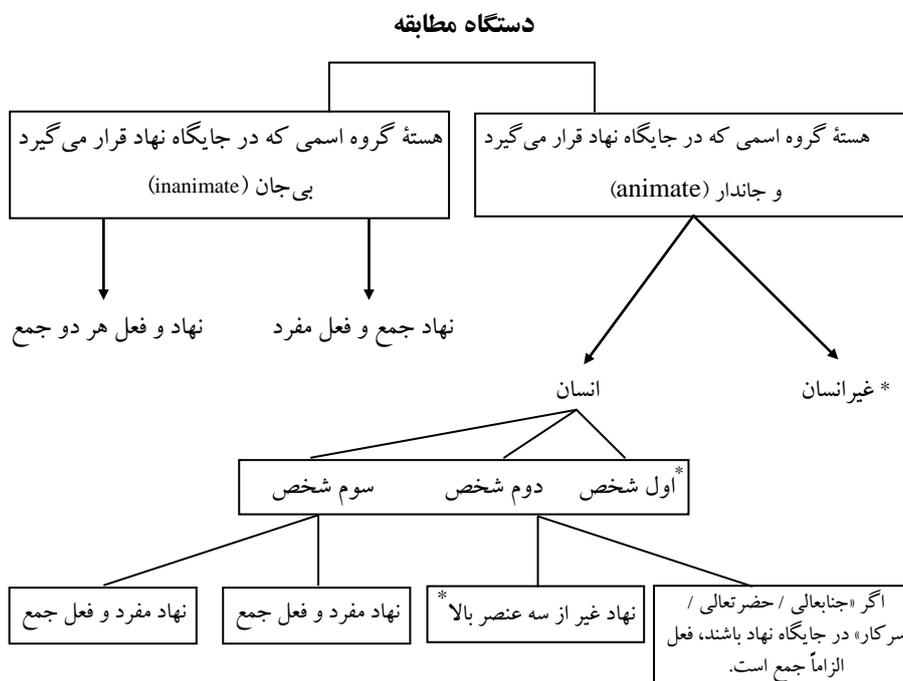 دستگاه مطابقه
هستهٔ گروه اسمی که در جایگاه نهاد قرار می‌گیرد
و جاندار (animate)
هستهٔ گروه اسمی که در جایگاه نهاد قرار می‌گیرد
بی‌جان (inanimate)
نهاد جمع و فعل مفرد
نهاد و فعل هر دو جمع
* غیرانسان
انسان
*اول شخص دوم شخص سوم شخص
اگر «جنابعالی / حضرتعالی /
سرکار» در جایگاه نهاد باشند، فعل
الزاماً جمع است.
نهاد غیر از سه عنصر بالا*
نهاد مفرد و فعل جمع
نهاد مفرد و فعل جمع